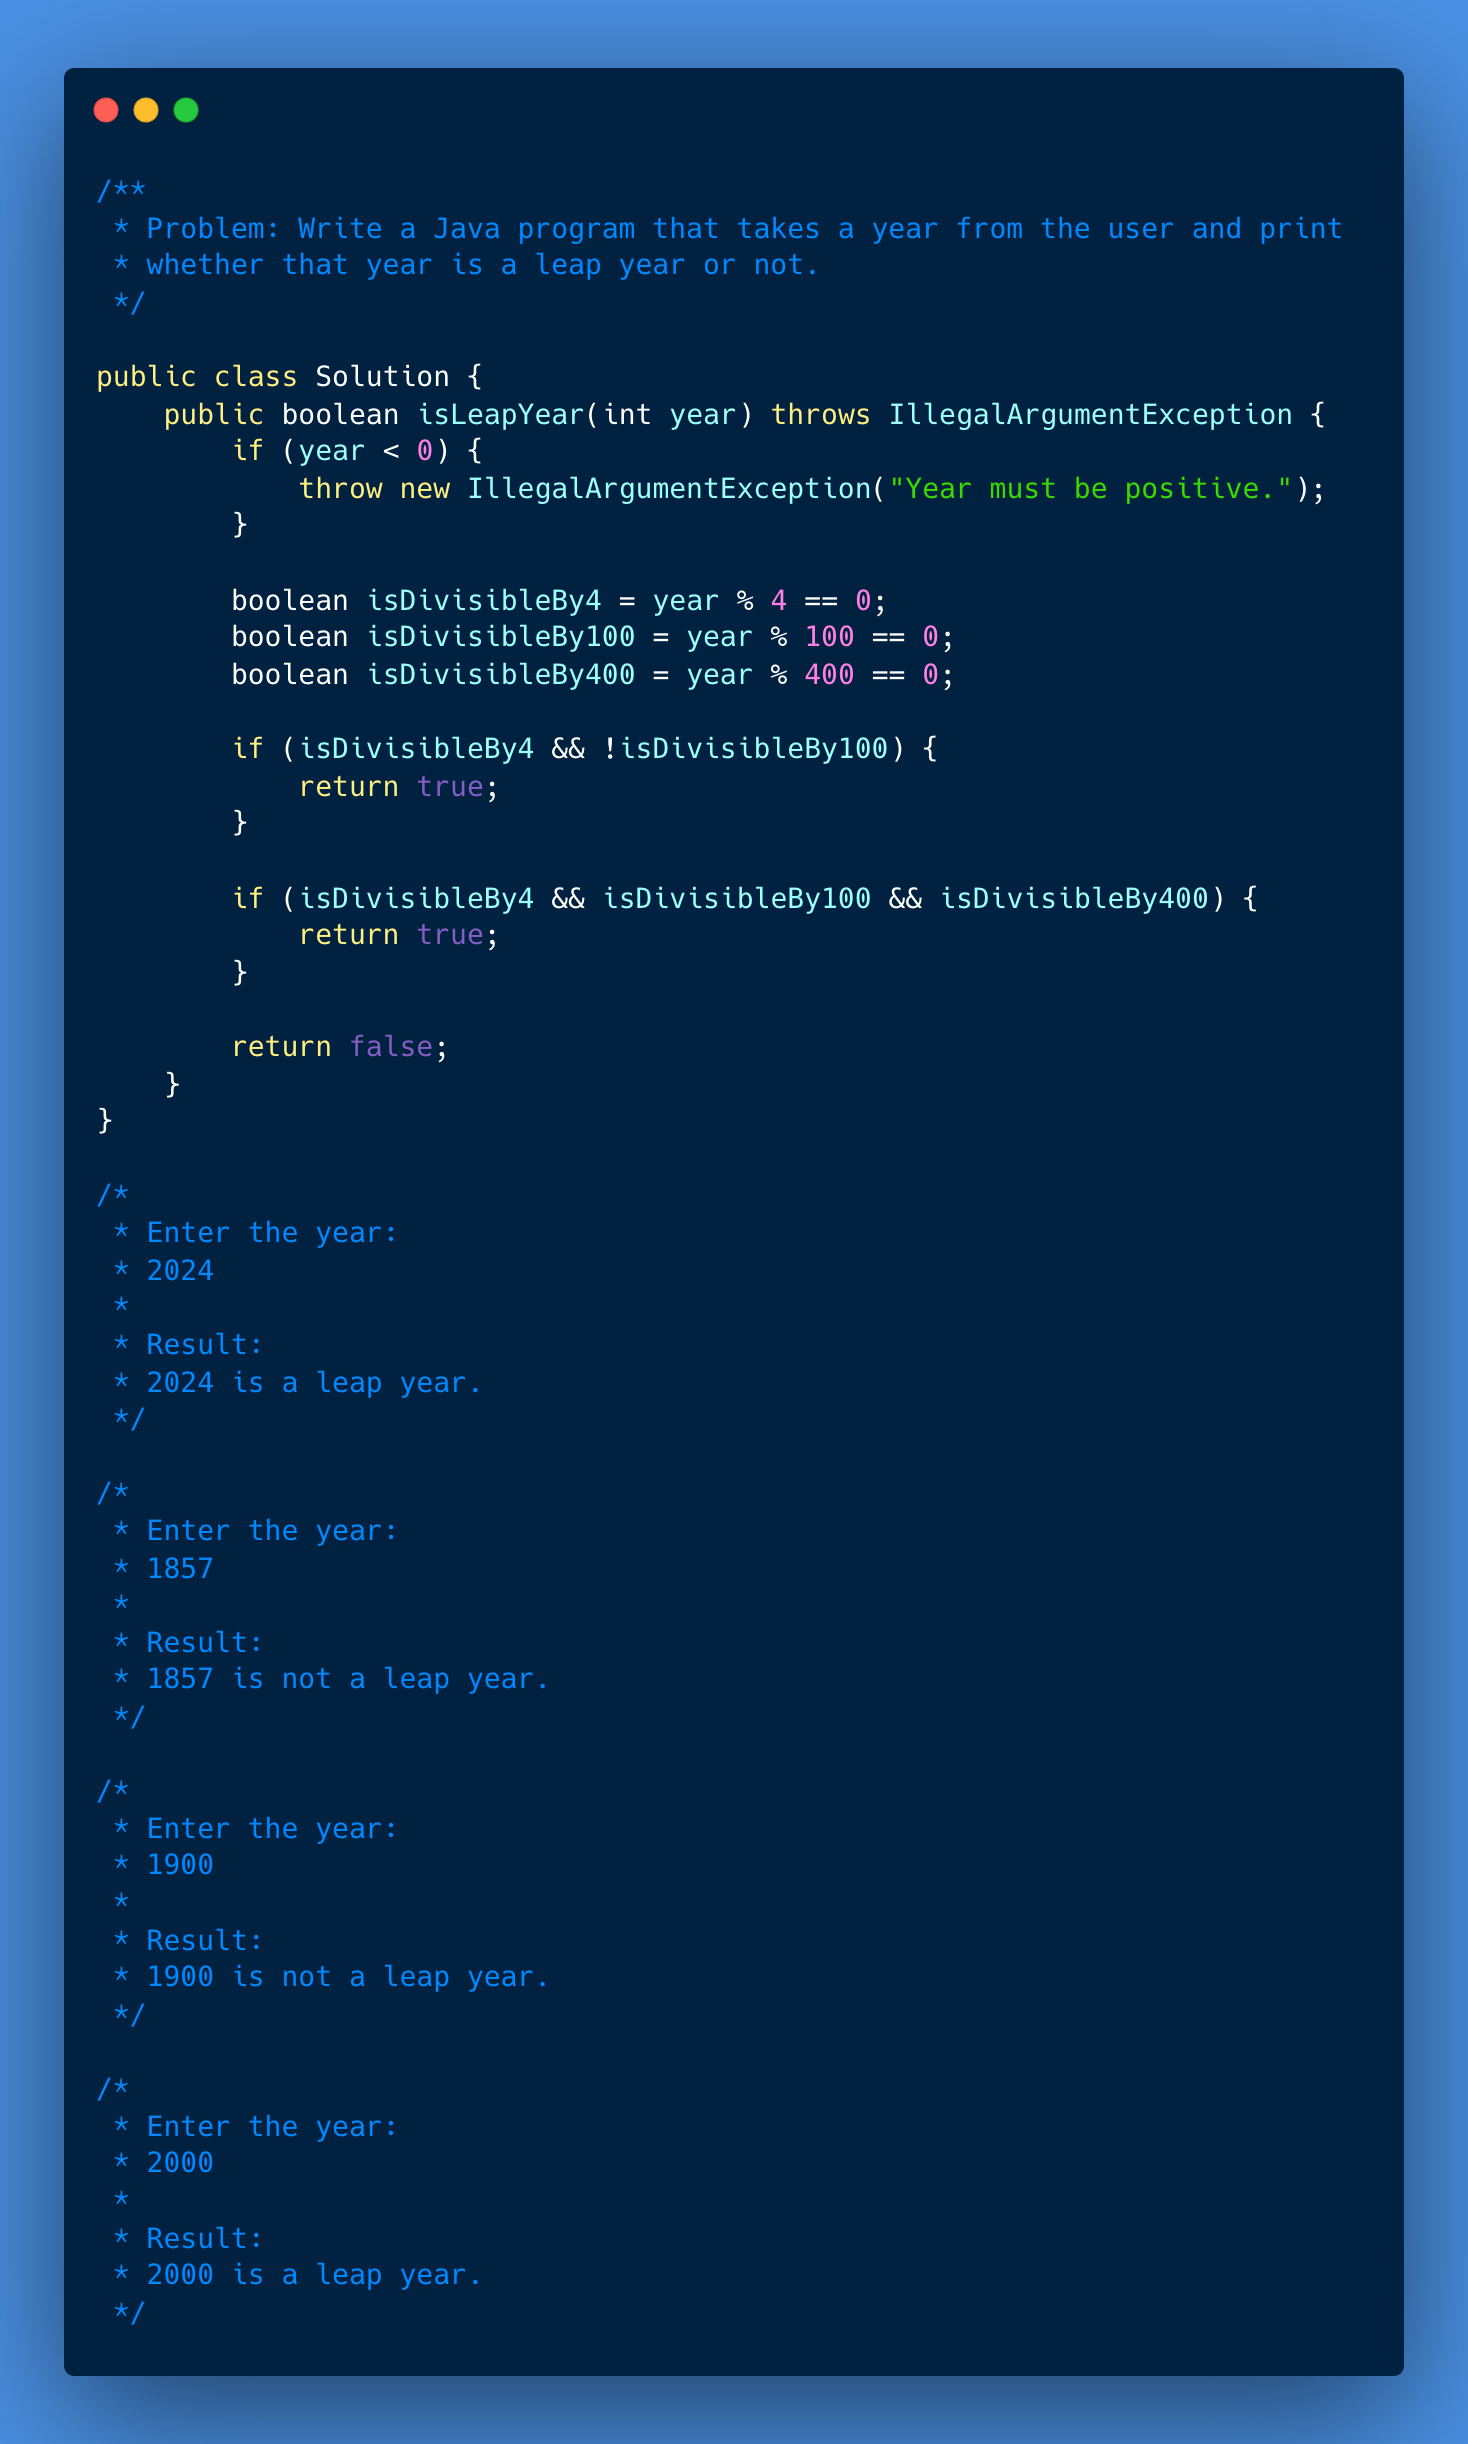 /**
 * Problem: Write a Java program that takes a year from the user and print
 * whether that year is a leap year or not.
 */

public class Solution {
    public boolean isLeapYear(int year) throws IllegalArgumentException {
        if (year < 0) {
            throw new IllegalArgumentException("Year must be positive.");
        }

        boolean isDivisibleBy4 = year % 4 == 0;
        boolean isDivisibleBy100 = year % 100 == 0;
        boolean isDivisibleBy400 = year % 400 == 0;

        if (isDivisibleBy4 && !isDivisibleBy100) {
            return true;
        }

        if (isDivisibleBy4 && isDivisibleBy100 && isDivisibleBy400) {
            return true;
        }

        return false;
    }
}

/*
 * Enter the year:
 * 2024
 *
 * Result:
 * 2024 is a leap year.
 */

/*
 * Enter the year:
 * 1857
 *
 * Result:
 * 1857 is not a leap year.
 */

/*
 * Enter the year:
 * 1900
 *
 * Result:
 * 1900 is not a leap year.
 */

/*
 * Enter the year:
 * 2000
 *
 * Result:
 * 2000 is a leap year.
 */